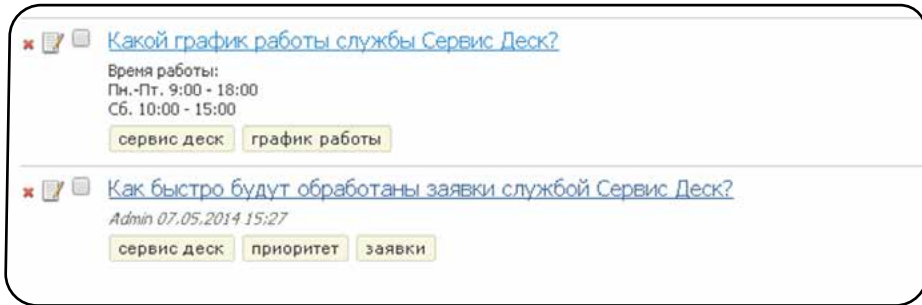 Какой график работы службы Сервис Деск?
Время работы:
Пн.-Пт. 9:00 - 18:00
Сб. 10:00 - 15:00
сервис деск график работы
Как быстро будут обработаны заявки службой Сервис Деск?
Admin 07.05.2014 15:27
сервис деск приоритет заявки